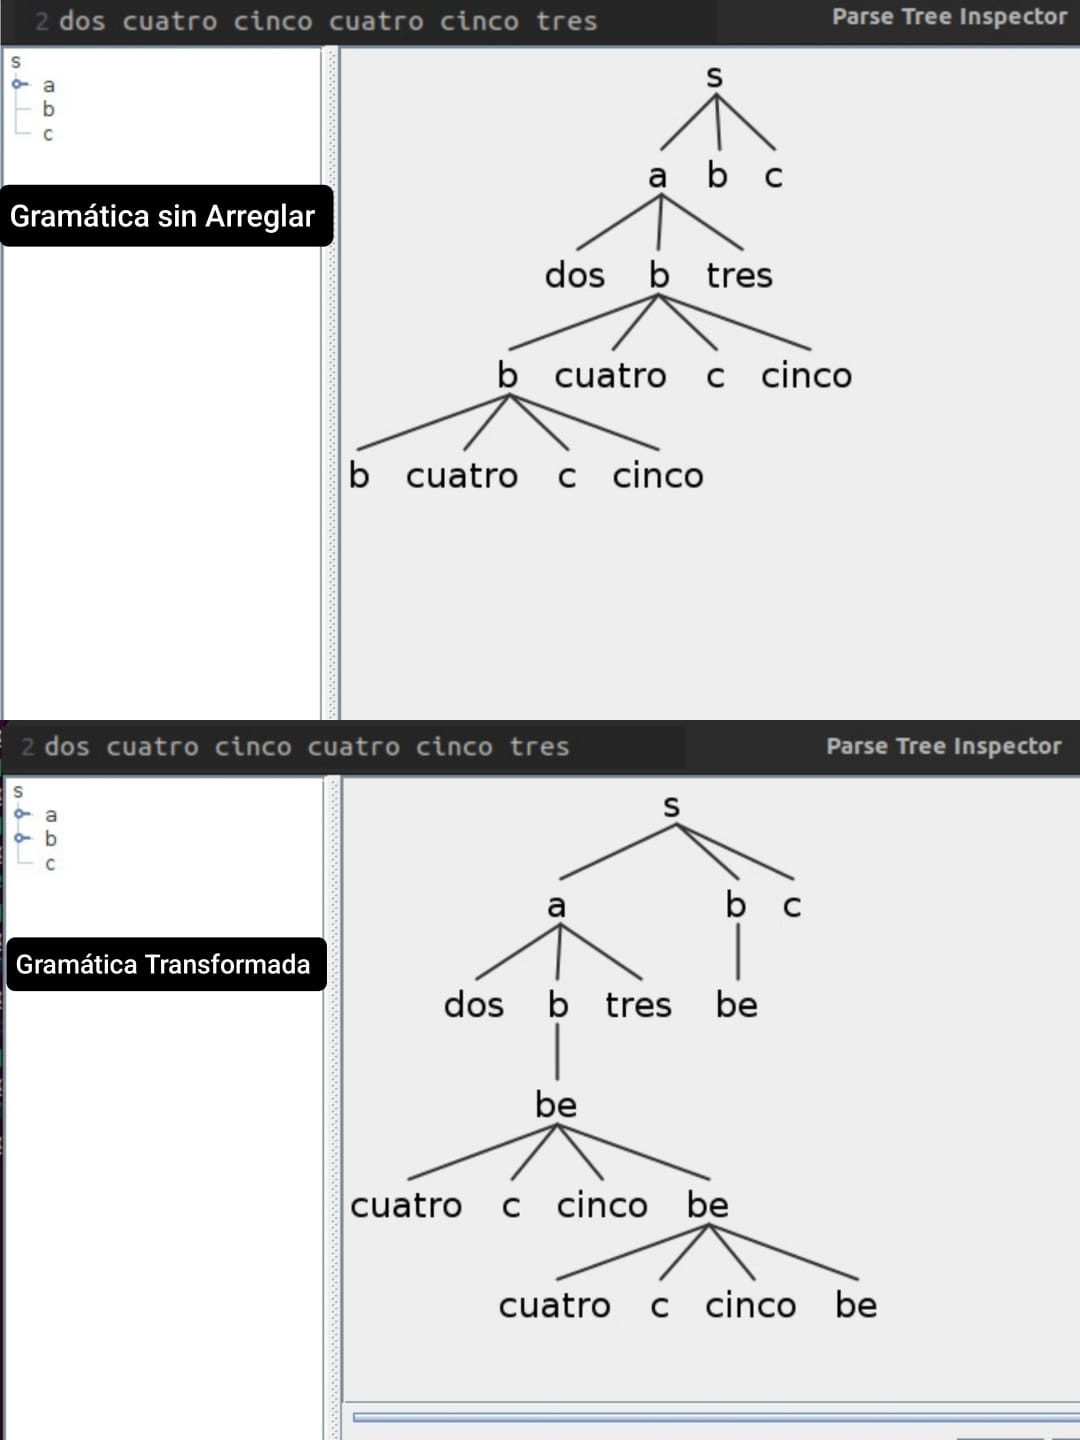 2 dos cuatro cinco cuatro cinco tres
Parse Tree Inspector
s
a
b
c
Gramática sin Arreglar
s
a b c
dos b tres
b cuatro c cinco
b cuatro c cinco
2 dos cuatro cinco cuatro cinco tres
Parse Tree Inspector
s
a
b
c
Gramática Transformada
s
a b c
dos b tres be
be
cuatro c cinco be
cuatro c cinco be